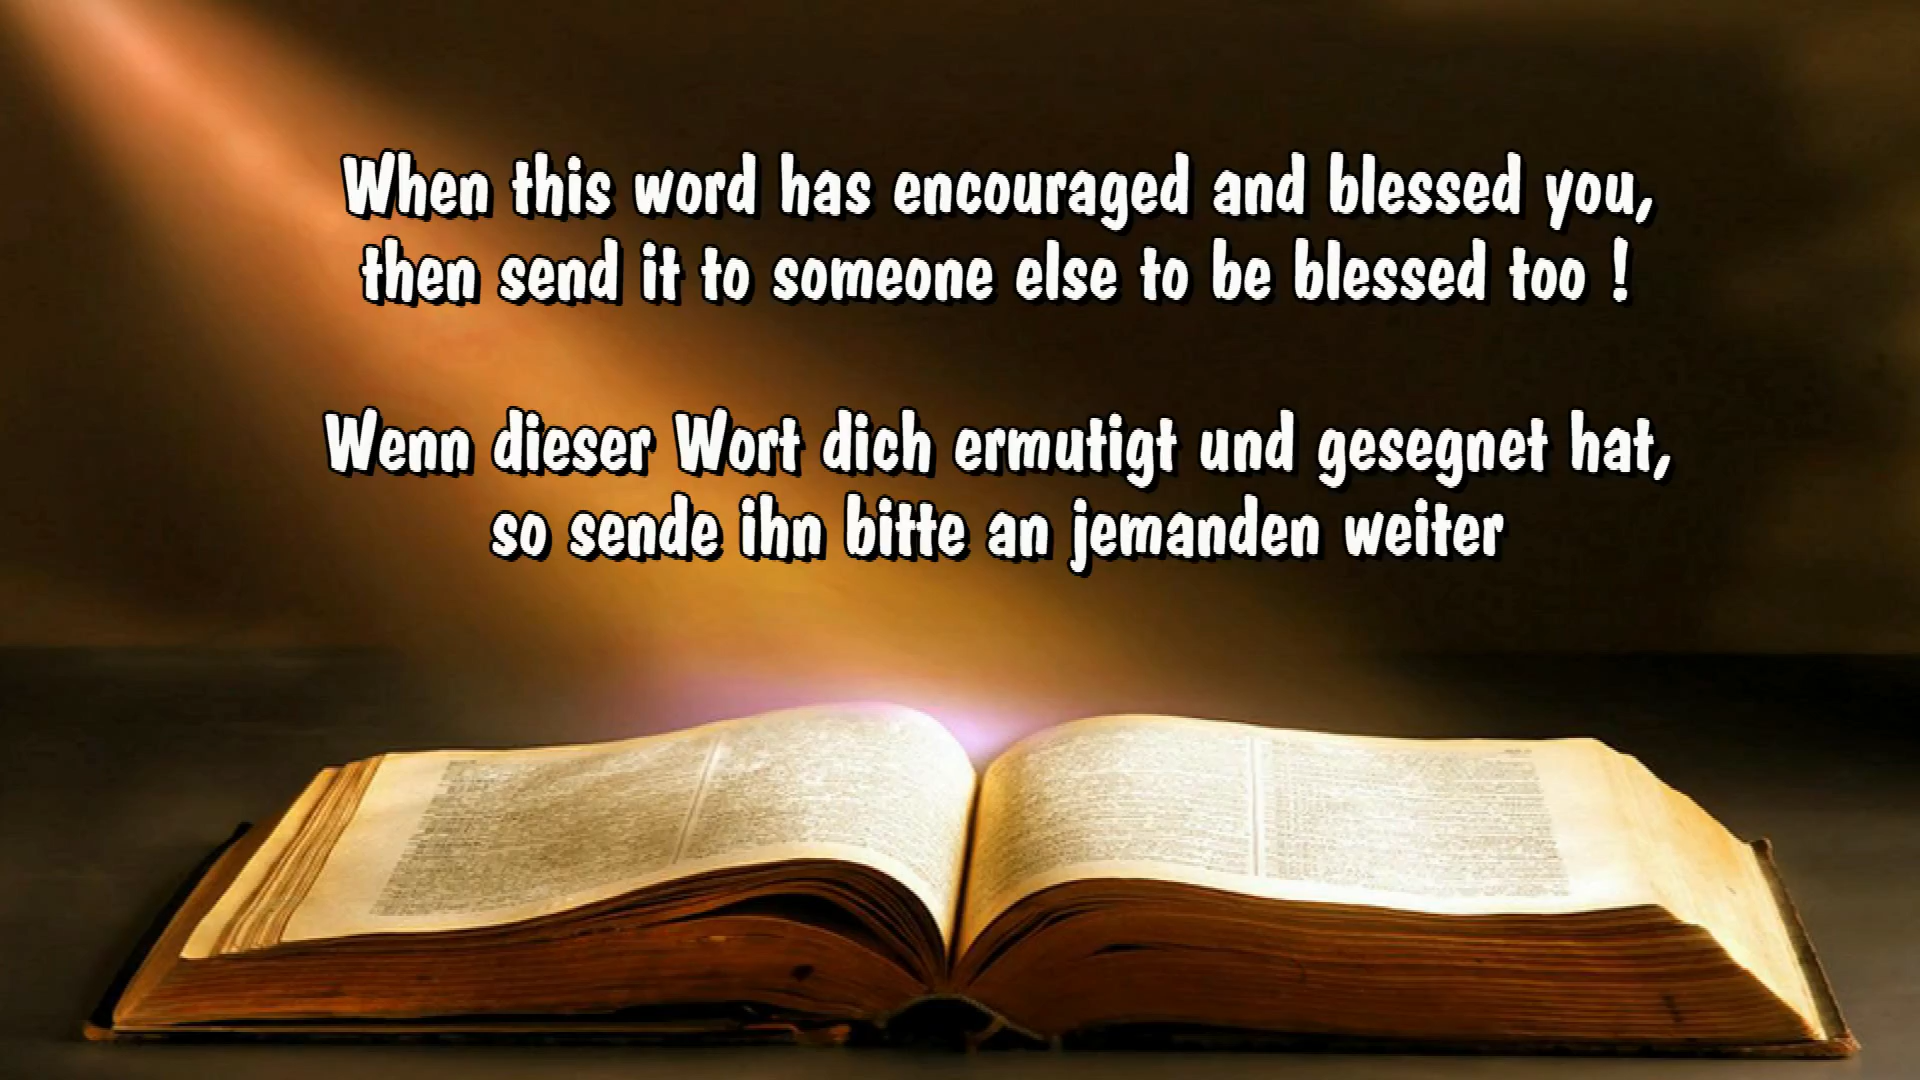 When this word has encouraged and blessed you,
then send it to someone else to be blessed too !
Wenn dieser Wort dich ermutigt und gesegnet hat,
so sende ihn bitte an jemanden weiter